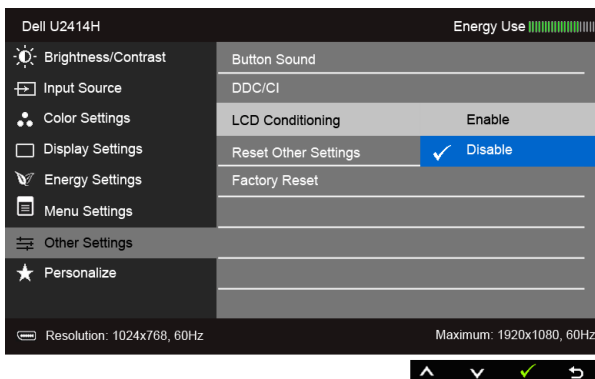 Dell U2414H Energy Use
Brightness/Contrast Button Sound
Input Source DDC/CI
Color Settings LCD Conditioning Enable
Display Settings Reset Other Settings Disable
Energy Settings Factory Reset
Menu Settings
Other Settings
Personalize
Resolution: 1024x768, 60Hz Maximum: 1920x1080, 60Hz